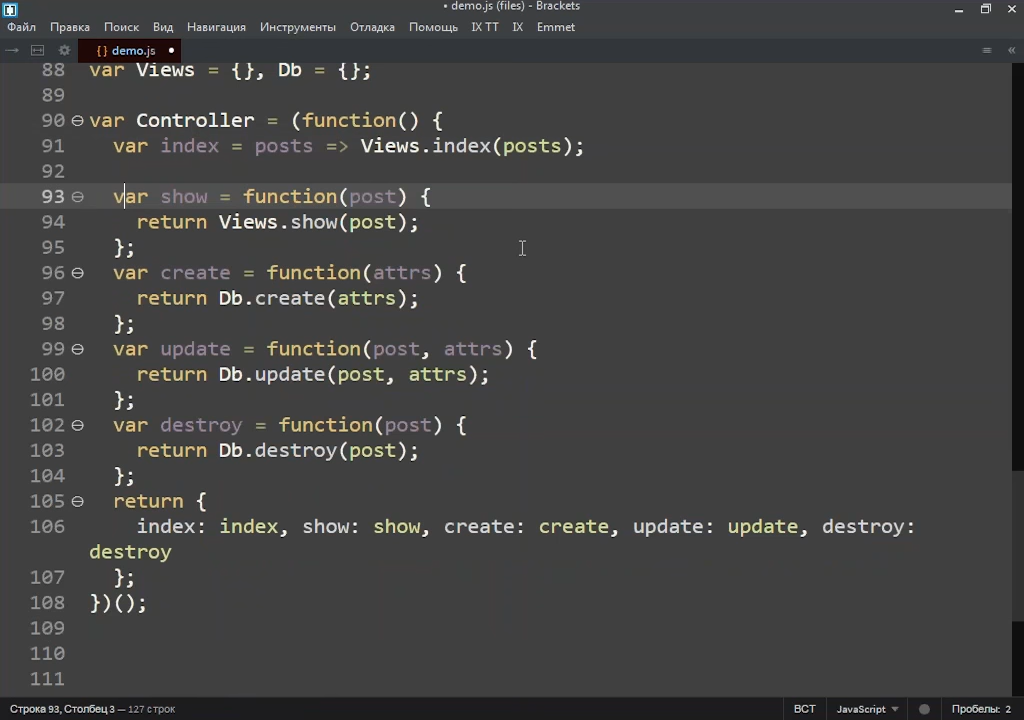 • demo.js (files) - Brackets
Файл Правка Поиск Вид Навигация Инструменты Отладка Помощь IX TT IX Emmet
{} demo.js •
88 var Views = {}, Db = {};
89
90 var Controller = (function() {
91 var index = posts => Views.index(posts);
92
93 var show = function(post) {
94 return Views.show(post);
95 };
96 var create = function(attrs) {
97 return Db.create(attrs);
98 };
99 var update = function(post, attrs) {
100 return Db.update(post, attrs);
101 };
102 var destroy = function(post) {
103 return Db.destroy(post);
104 };
105 return {
106 index: index, show: show, create: create, update: update, destroy:
destroy
107 };
108 })();
109
110
111
Строка 93, Столбец 3 — 127 строк ВСТ JavaScript Пробелы: 2